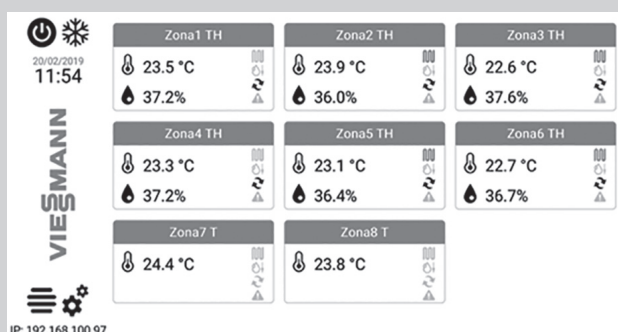 20/02/2019
11:54
VIESMANN
IP: 192.168.100.97
Zona1 TH
23.5 °C
37.2%
Zona2 TH
23.9 °C
36.0%
Zona3 TH
22.6 °C
37.6%
Zona4 TH
23.3 °C
37.2%
Zona5 TH
23.1 °C
36.4%
Zona6 TH
22.7 °C
36.7%
Zona7 T
24.4 °C
Zona8 T
23.8 °C